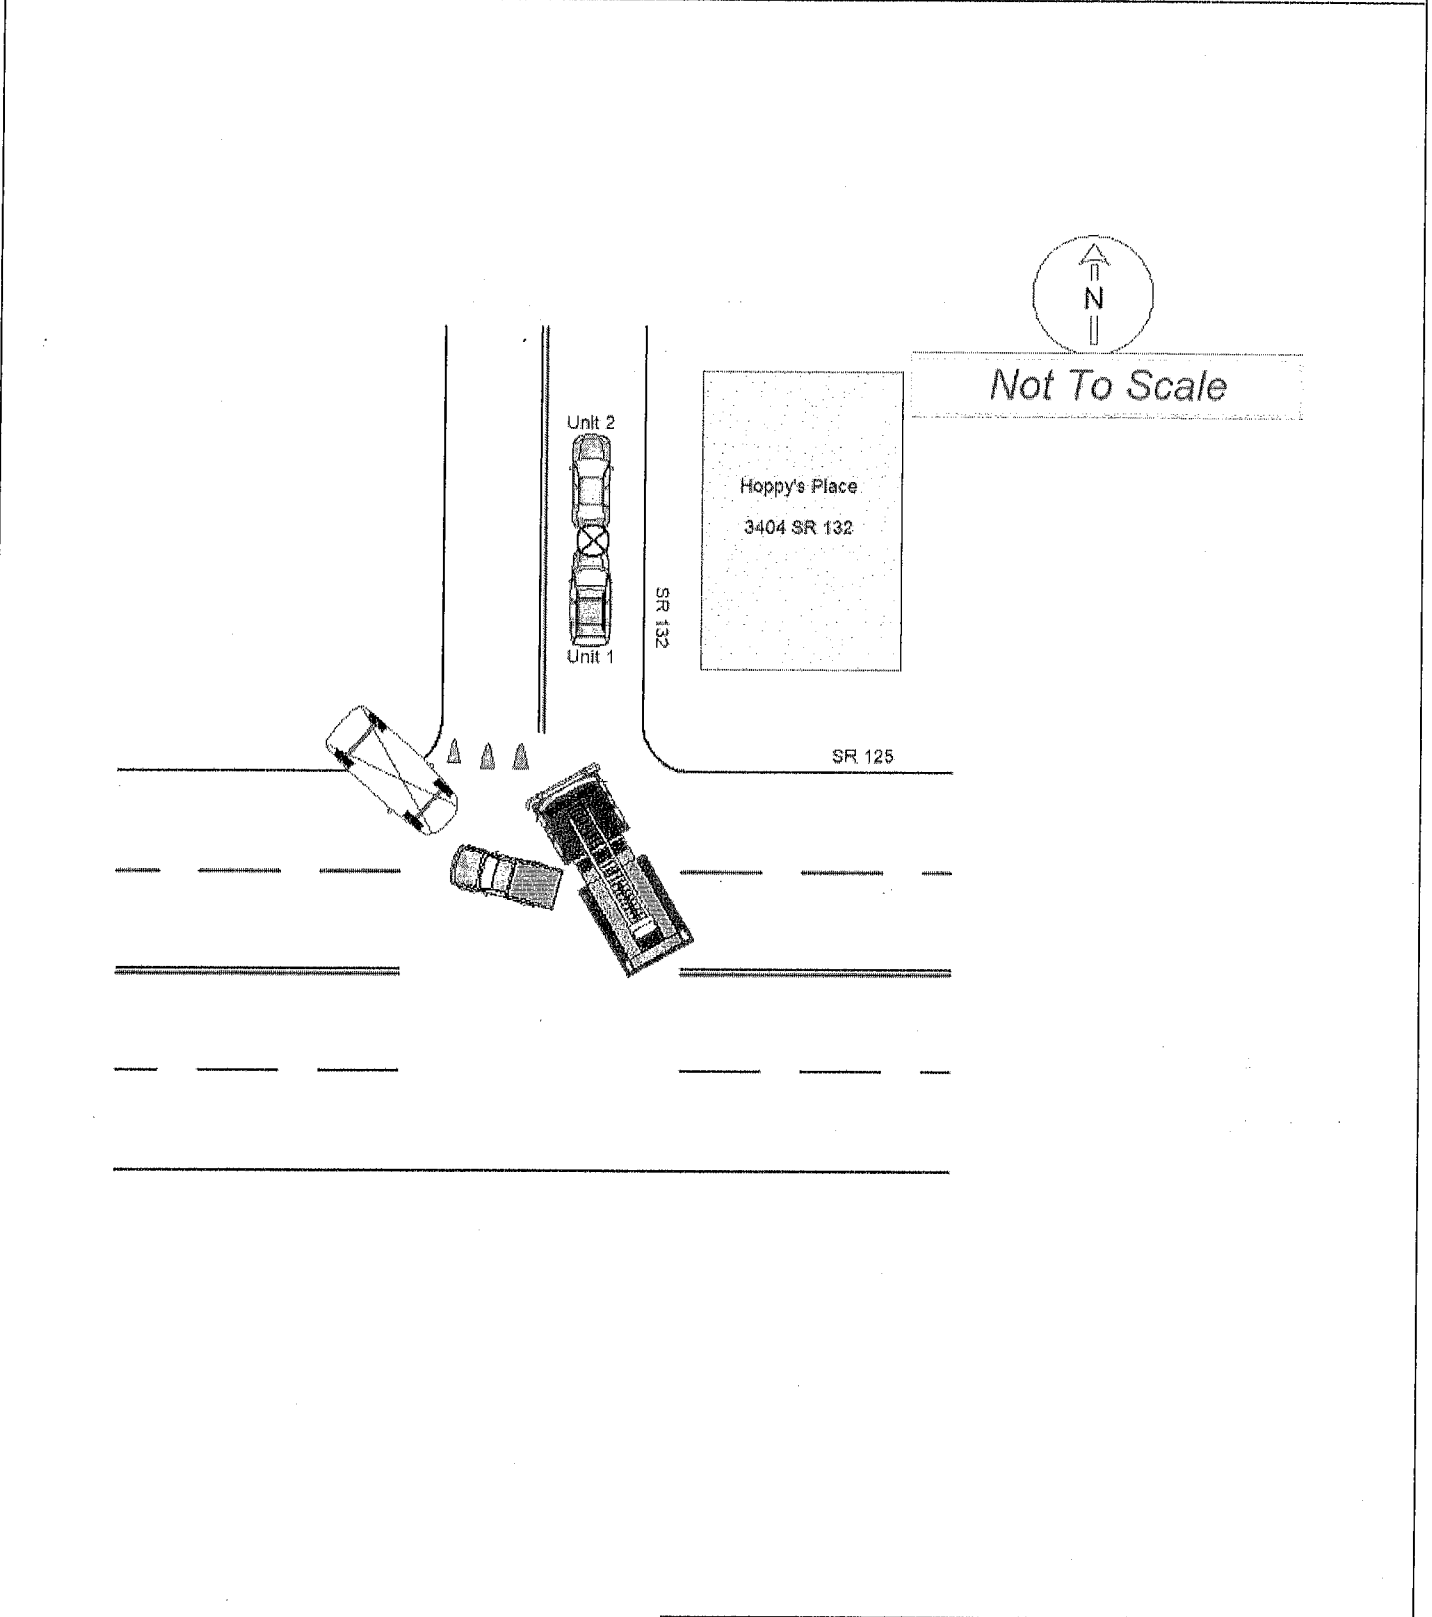 N
Not To Scale
Unit 2
Hoppy's Place
3404 SR 132
SR 132
Unit 1
SR 125